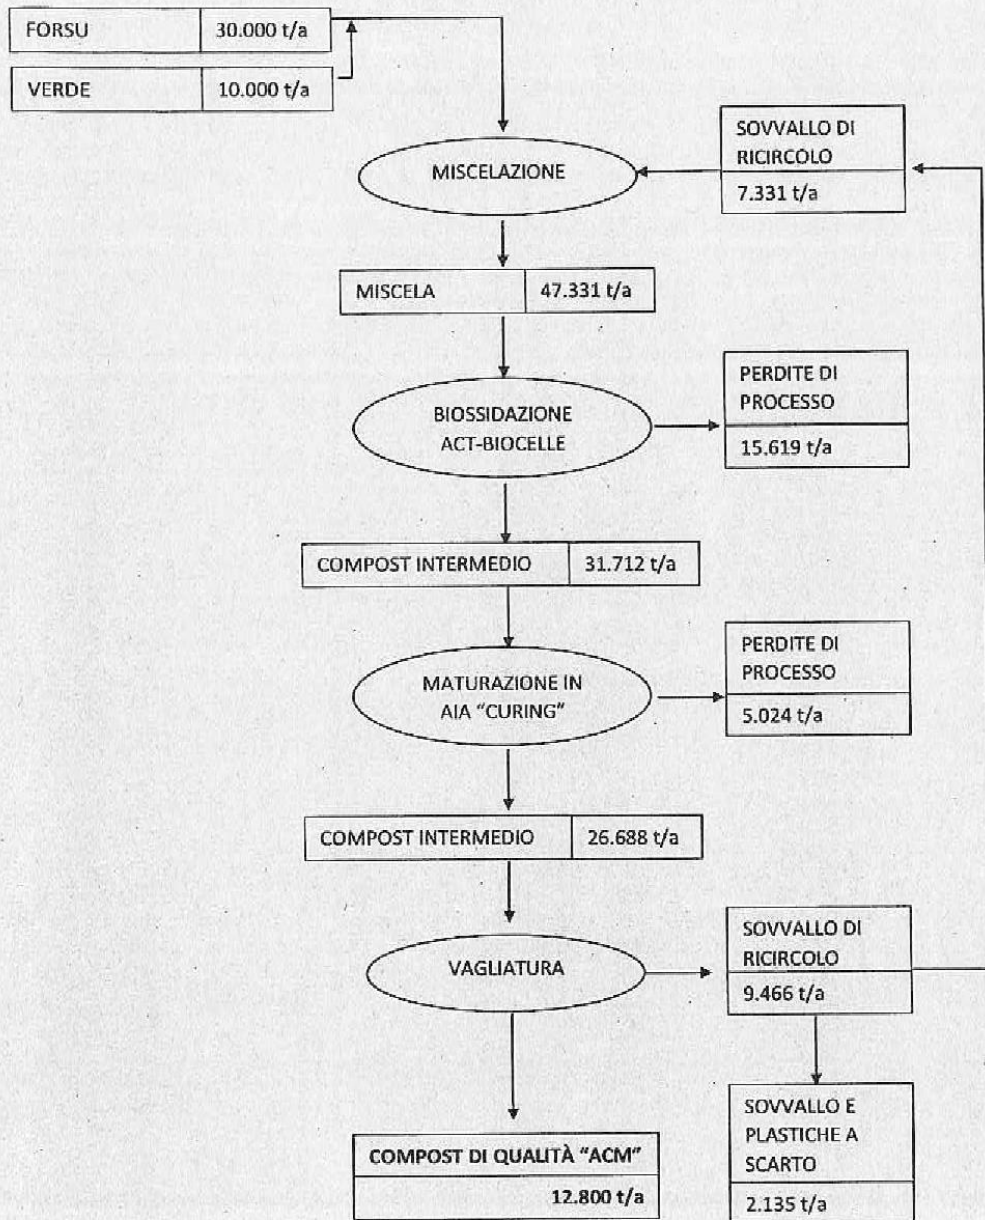 FORSU 30.000 t/a
VERDE 10.000 t/a
SOVVALLO DI
RICIRCOLO
7.331 t/a
MISCELAZIONE
MISCELA 47.331 t/a
PERDITE DI
PROCESSO
15.619 t/a
BIOSSIDAZIONE
ACT-BIOCELLE
COMPOST INTERMEDIO 31.712 t/a
PERDITE DI
PROCESSO
5.024 t/a
MATURAZIONE IN
AIA “CURING”
COMPOST INTERMEDIO 26.688 t/a
SOVVALLO DI
RICIRCOLO
9.466 t/a
VAGLIATURA
SOVVALLO E
PLASTICHE A
SCARTO
2.135 t/a
COMPOST DI QUALITÀ “ACM”
12.800 t/a